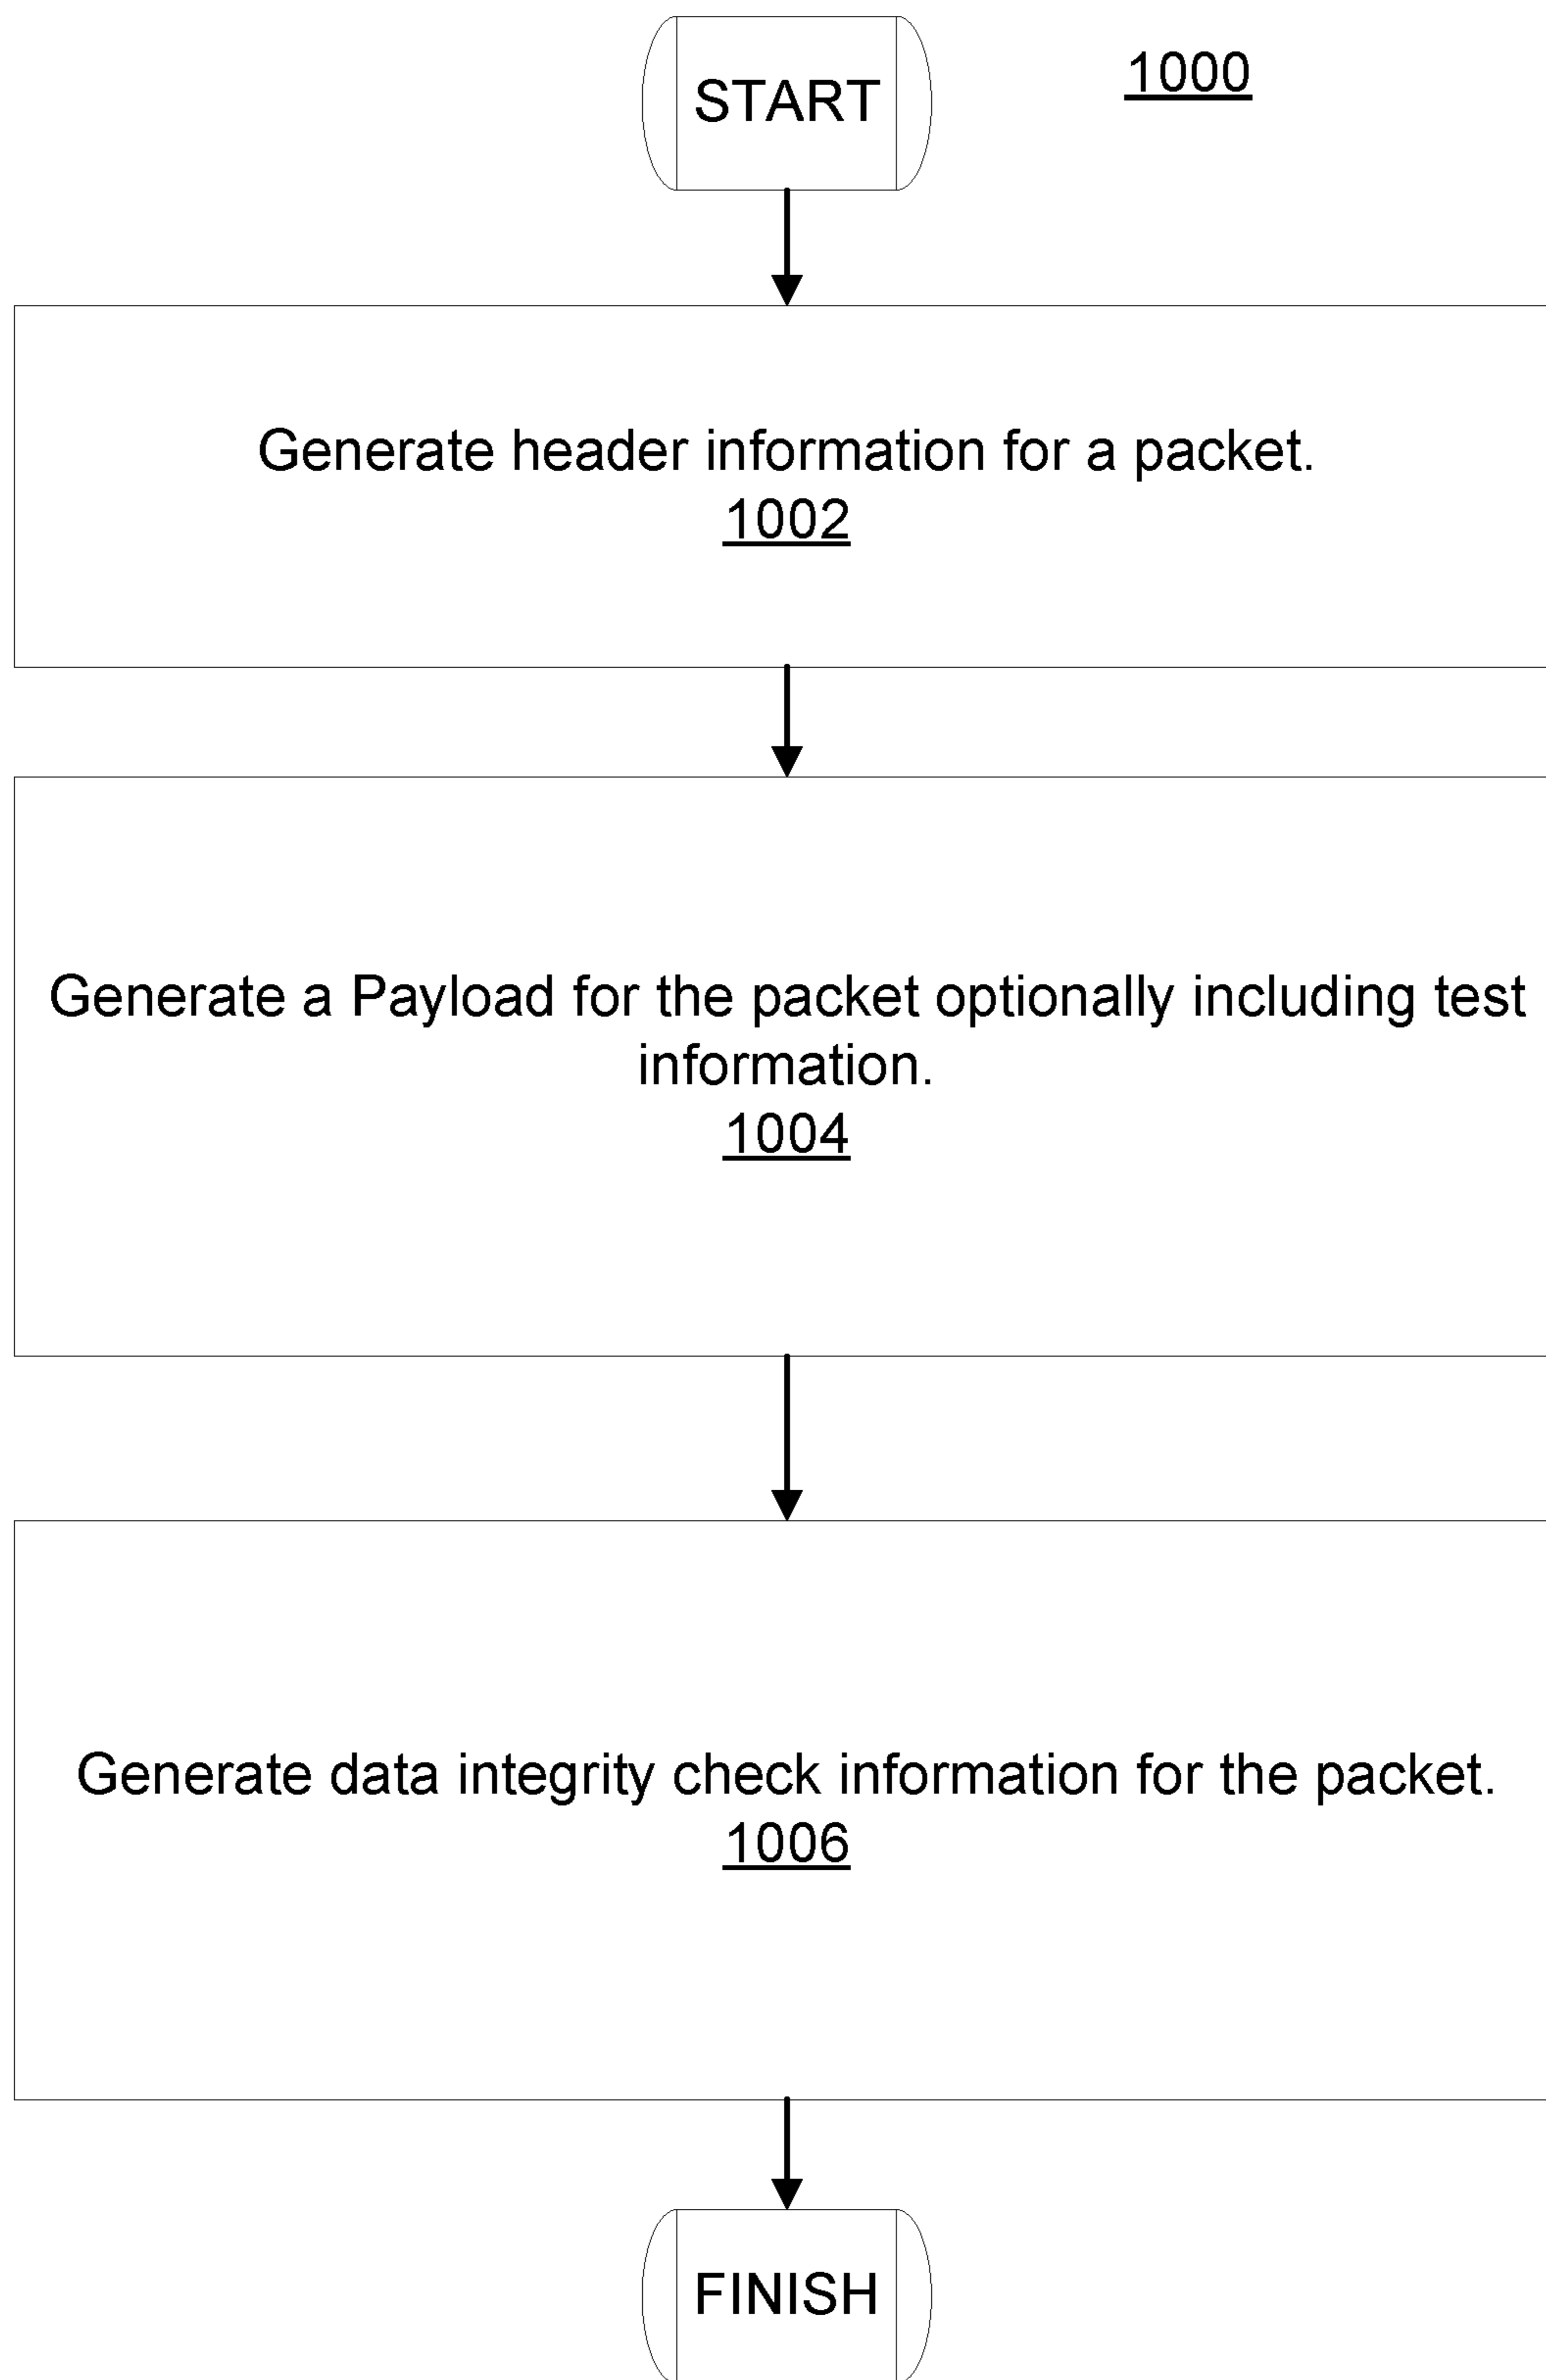 START
1000
Generate header information for a packet.
1002
Generate a Payload for the packet optionally including test
information.
1004
Generate data integrity check information for the packet.
1006
FINISH